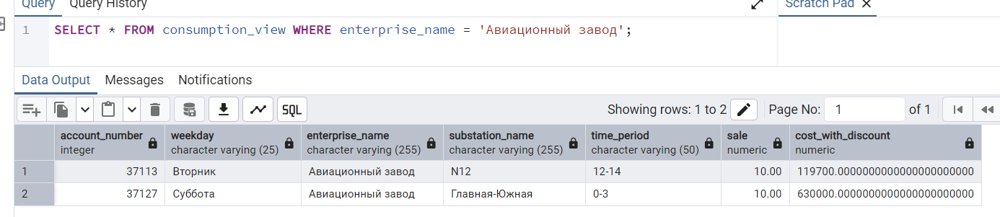 Query Query History Scratch Pad
1 SELECT * FROM consumption_view WHERE enterprise_name = 'Авиационный завод';
Data Output Messages Notifications
SQL Showing rows: 1 to 2 Page No: 1 of 1
account_number weekday enterprise_name substation_name time_period sale cost_with_discount
integer character varying (25) character varying (255) character varying (255) character varying (50) numeric numeric
1 37113 Вторник Авиационный завод N12 12-14 10.00 119700.0000000000000000000000
2 37127 Суббота Авиационный завод Главная-Южная 0-3 10.00 630000.0000000000000000000000